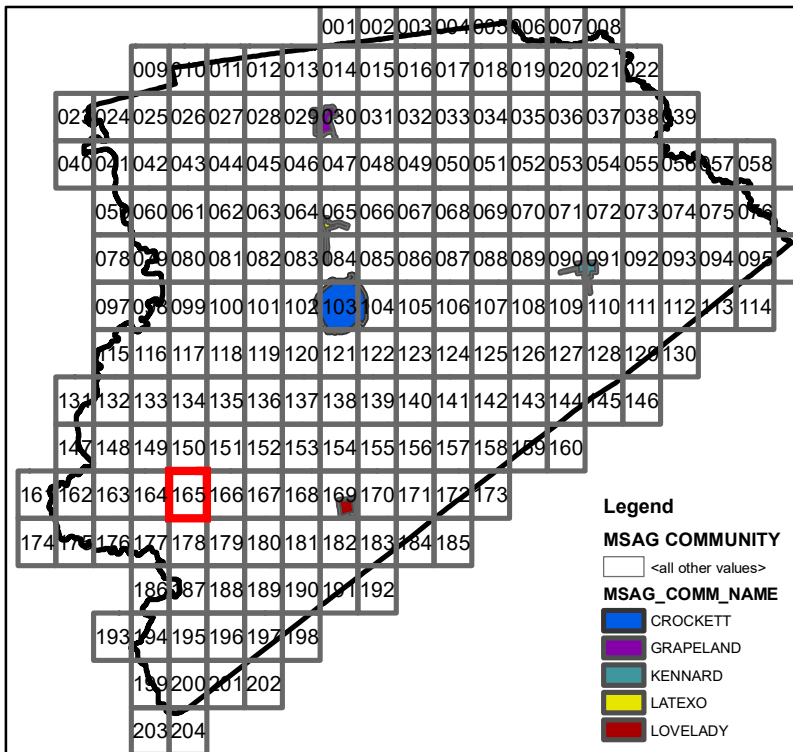 001 002 003 004 005 006 007 008
009 010 011 012 013 014 015 016 017 018 019 020 021 022
023 024 025 026 027 028 029 030 031 032 033 034 035 036 037 038 039
040 041 042 043 044 045 046 047 048 049 050 051 052 053 054 055 056 057 058
059 060 061 062 063 064 065 066 067 068 069 070 071 072 073 074 075 076
078 079 080 081 082 083 084 085 086 087 088 089 090 091 092 093 094 095
097 098 099 100 101 102 103 104 105 106 107 108 109 110 111 112 113 114
115 116 117 118 119 120 121 122 123 124 125 126 127 128 129 130
131 132 133 134 135 136 137 138 139 140 141 142 143 144 145 146
147 148 149 150 151 152 153 154 155 156 157 158 159 160
161 162 163 164 165 166 167 168 169 170 171 172 173
174 175 176 177 178 179 180 181 182 183 184 185
186 187 188 189 190 191 192
193 194 195 196 197 198
199 200 201 202
203 204
Legend
MSAG COMMUNITY
<all other values>
MSAG_COMM_NAME
CROCKETT
GRAPELAND
KENNARD
LATEXO
LOVELADY